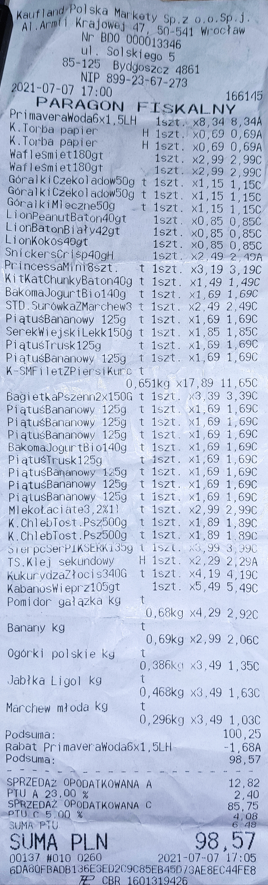 Kaufland Polska Markety Sp.z o.o.Sp.j.
Al.Armii Krajowej 47, 50-541 Wrocław
Nr BDO 000013346
ul. Solskiego 5
85-125 Bydgoszcz 4861
NIP 899-23-67-273
2021-07-07 17:00 166145
PARAGON FISKALNY
PrimaveraWoda6x1,5LH 1szt. x8,34 8,34A
K.Torba papier H 1szt. x0,69 0,69A
K.Torba papier H 1szt. x0,69 0,69A
WafleSmiet180gt 1szt. x2,99 2,99C
WafleSmiet180gt 1szt. x2,99 2,99C
GóralkiCzekoladow50g t 1szt. x1,15 1,15C
GóralkiCzekoladow50g t 1szt. x1,15 1,15C
GóralkiMleczne50g t 1szt. x1,15 1,15C
LionPeanutBaton40gt 1szt. x0,85 0,85C
LionBatonBiały42gt 1szt. x0,85 0,85C
LionKokos40gt 1szt. x0,85 0,85C
SnickersCrisp40gH 1szt. x2,49 2,49A
PrincessaMini8szt. t 1szt. x3,19 3,19C
KitKatChunkyBaton40g t 1szt. x1,49 1,49C
BakomaJogurtBio140g t 1szt. x1,69 1,69C
STD.SurówkaZMarchew3 t 1szt. x2,49 2,49C
PiątusBananowy 125g t 1szt. x1,69 1,69C
SerekWiejskiLekk150g t 1szt. x1,85 1,85C
PiątusTrusk125g t 1szt. x1,69 1,69C
PiątusBananowy 125g t 1szt. x1,69 1,69C
K-SMFiletZPiersiKurc t
0,651kg x17,89 11,65C
BagietkaPszenn2x150G t 1szt. x3,39 3,39C
PiątusBananowy 125g t 1szt. x1,69 1,69C
PiątusBananowy 125g t 1szt. x1,69 1,69C
PiątusBananowy 125g t 1szt. x1,69 1,69C
BakomaJogurtBio140g t 1szt. x1,69 1,69C
PiątusTrusk125g t 1szt. x1,69 1,69C
PiątusBananowy 125g t 1szt. x1,69 1,69C
PiątusBananowy 125g t 1szt. x1,69 1,69C
PiątusBananowy 125g t 1szt. x1,69 1,69C
MlekoŁaciate3,2%1l t 1szt. x2,99 2,99C
K.ChlebTost.Psz500g t 1szt. x1,89 1,89C
K.ChlebTost.Psz500g t 1szt. x1,89 1,89C
SierpcSerPIKSERKI135g t 1szt. x3,99 3,99C
TS.Klej sekundowy H 1szt. x2,29 2,29A
KukurydzaZłocis340G t 1szt. x4,19 4,19C
KabanosWieprz105gt 1szt. x5,49 5,49C
Pomidor gałązka kg t
0,68kg x4,29 2,92C
Banany kg t
0,69kg x2,99 2,06C
Ogórki polskie kg t
0,386kg x3,49 1,35C
Jabłka Ligol kg t
0,468kg x3,49 1,63C
Marchew młoda kg t
0,296kg x3,49 1,03C
Podsuma: 100,25
Rabat PrimaveraWoda6x1,5LH -1,68A
Podsuma: 98,57
SPRZEDAŻ OPODATKOWANA A 12,82
PTU A 23,00 % 2,40
SPRZEDAŻ OPODATKOWANA C 85,75
PTU C 5,00 % 4,08
SUMA PTU 6,48
SUMA PLN 98,57
00137 #010 0260 2021-07-07 17:05
CBR 1601319426